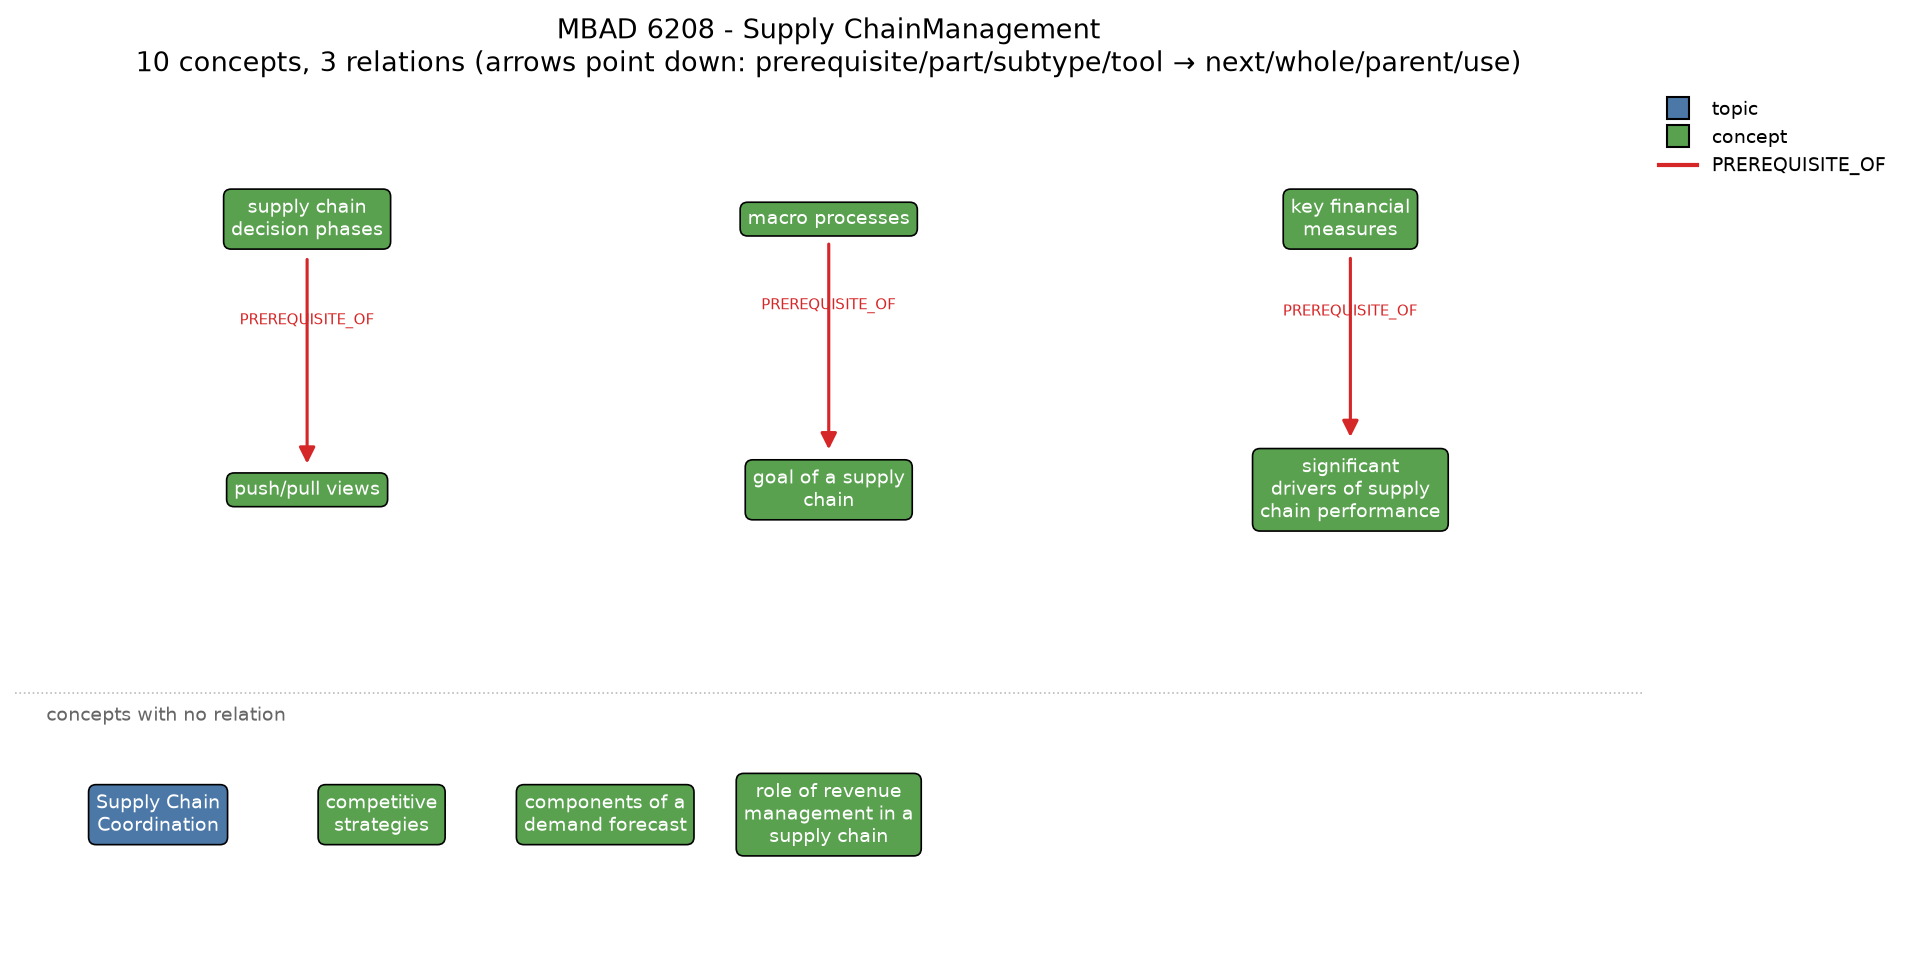 MBAD 6208 - Supply ChainManagement
10 concepts, 3 relations (arrows point down: prerequisite/part/subtype/tool → next/whole/parent/use)
topic
concept
PREREQUISITE_OF
supply chain
decision phases
macro processes
key financial
measures
PREREQUISITE_OF
PREREQUISITE_OF
PREREQUISITE_OF
push/pull views
goal of a supply
chain
significant
drivers of supply
chain performance
concepts with no relation
Supply Chain
Coordination
competitive
strategies
components of a
demand forecast
role of revenue
management in a
supply chain